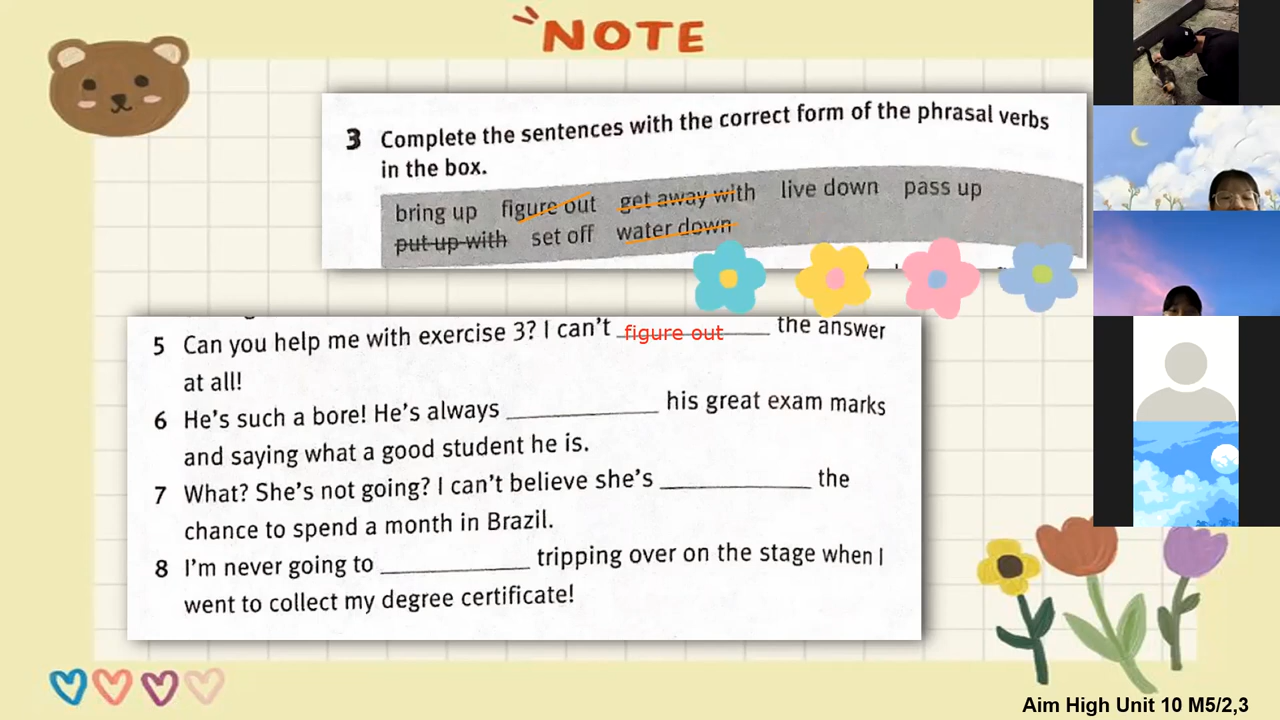 NOTE
3 Complete the sentences with the correct form of the phrasal verbs
in the box.
bring up figure out get away with live down pass up
put up with set off water down
5 Can you help me with exercise 3? I can't figure out the answer
at all!
6 He's such a bore! He's always ____________ his great exam marks
and saying what a good student he is.
7 What? She's not going? I can't believe she's ____________ the
chance to spend a month in Brazil.
8 I'm never going to ____________ tripping over on the stage when I
went to collect my degree certificate!
Aim High Unit 10 M5/2,3